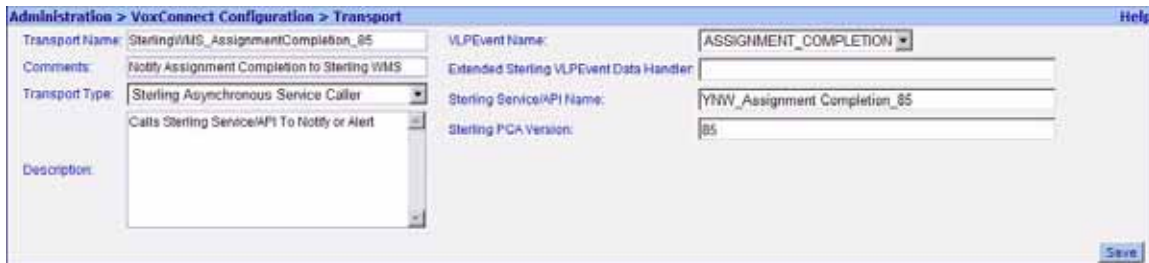 Administration > VoxConnect Configuration > Transport
Help
Transport Name: SterlingWMS_AssignmentCompletion_85
Comments: Notify Assignment Completion to Sterling WMS
Transport Type: Sterling Asynchronous Service Caller
Description: Calls Sterling Service/API To Notify or Alert
VLPEvent Name: ASSIGNMENT_COMPLETION
Extended Sterling VLPEvent Data Handler:
Sterling Service/API Name: YNW_Assignment Completion_85
Sterling PCA Version: 85
Save